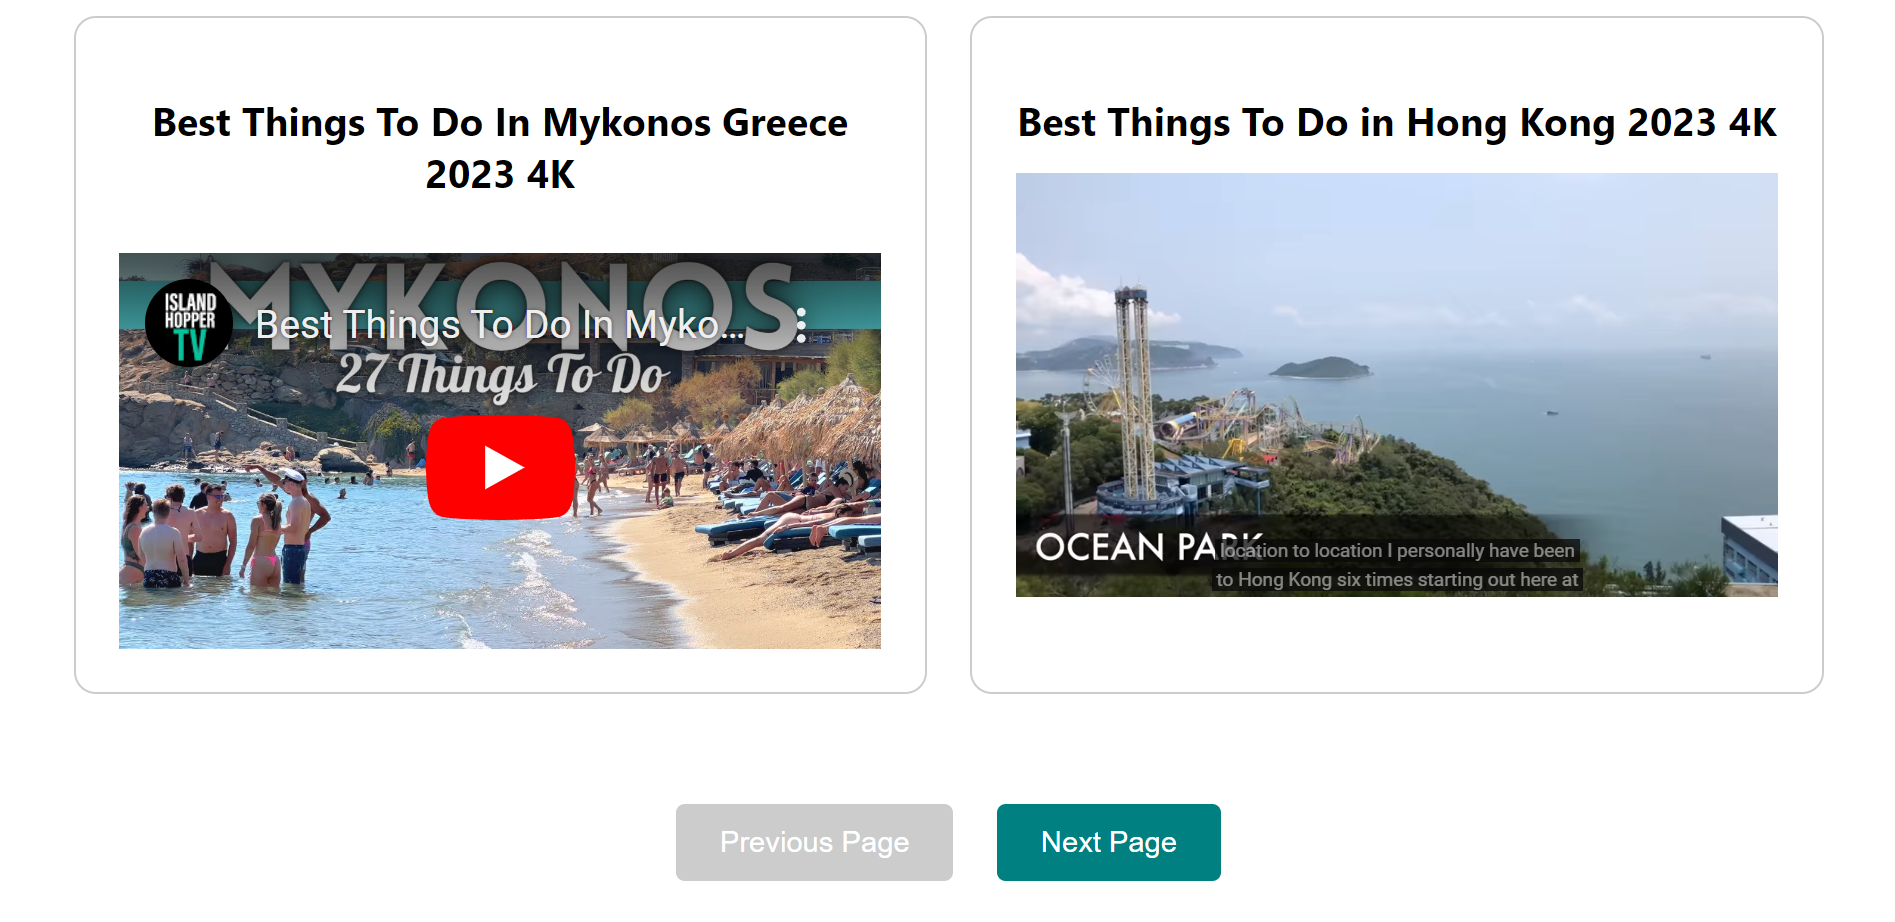 Best Things To Do In Mykonos Greece
2023 4K
MYKONOS
ISLAND
HOPPER
TV
Best Things To Do In Myko...
27 Things To Do
Best Things To Do in Hong Kong 2023 4K
OCEAN PARK
location to location I personally have been
to Hong Kong six times starting out here at
Previous Page
Next Page